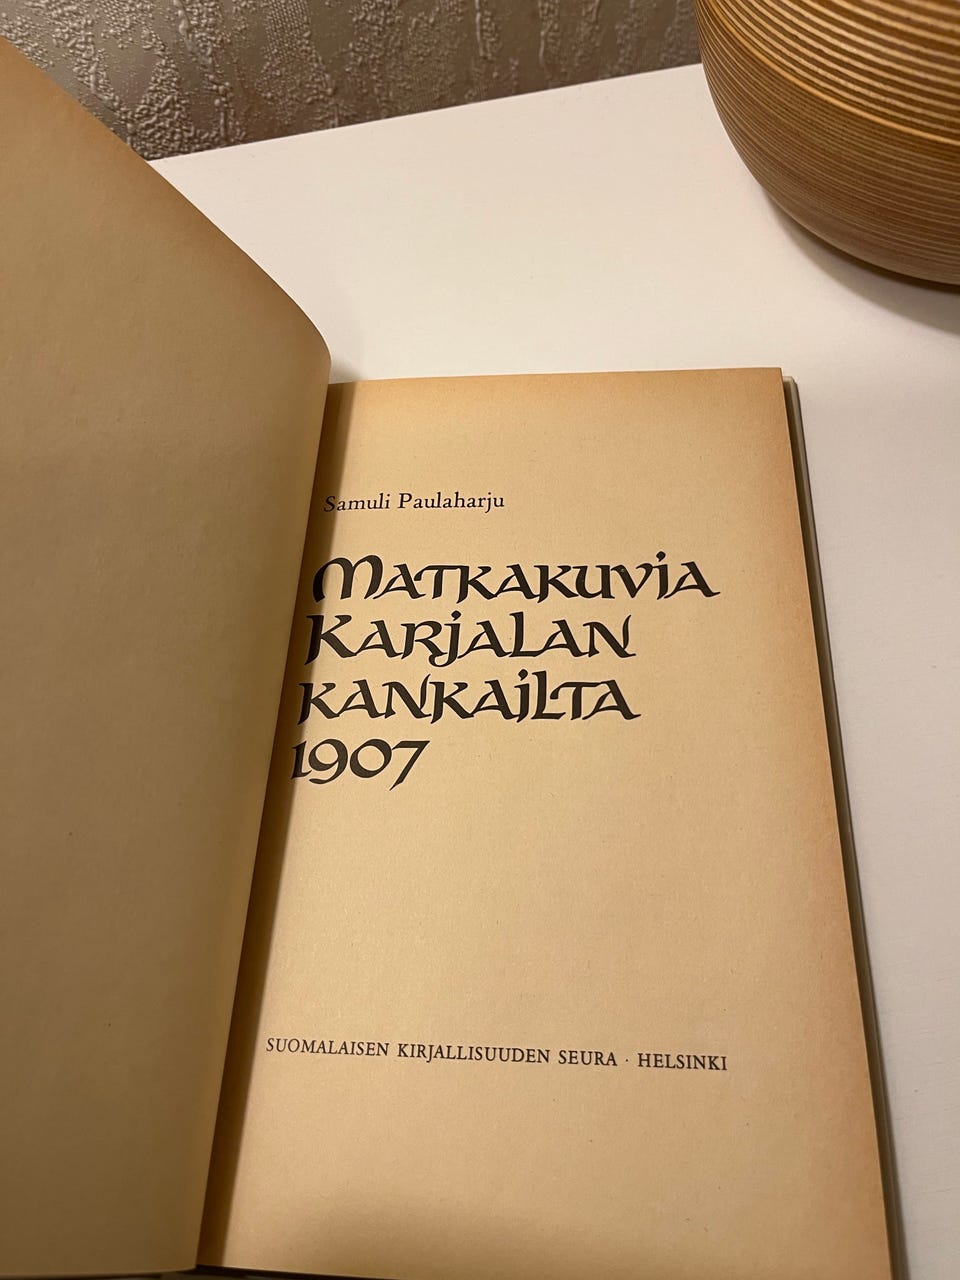 Samuli Paulaharju
Matkakuvia
Karjalan
kankailta
1907
SUOMALAISEN KIRJALLISUUDEN SEURA · HELSINKI